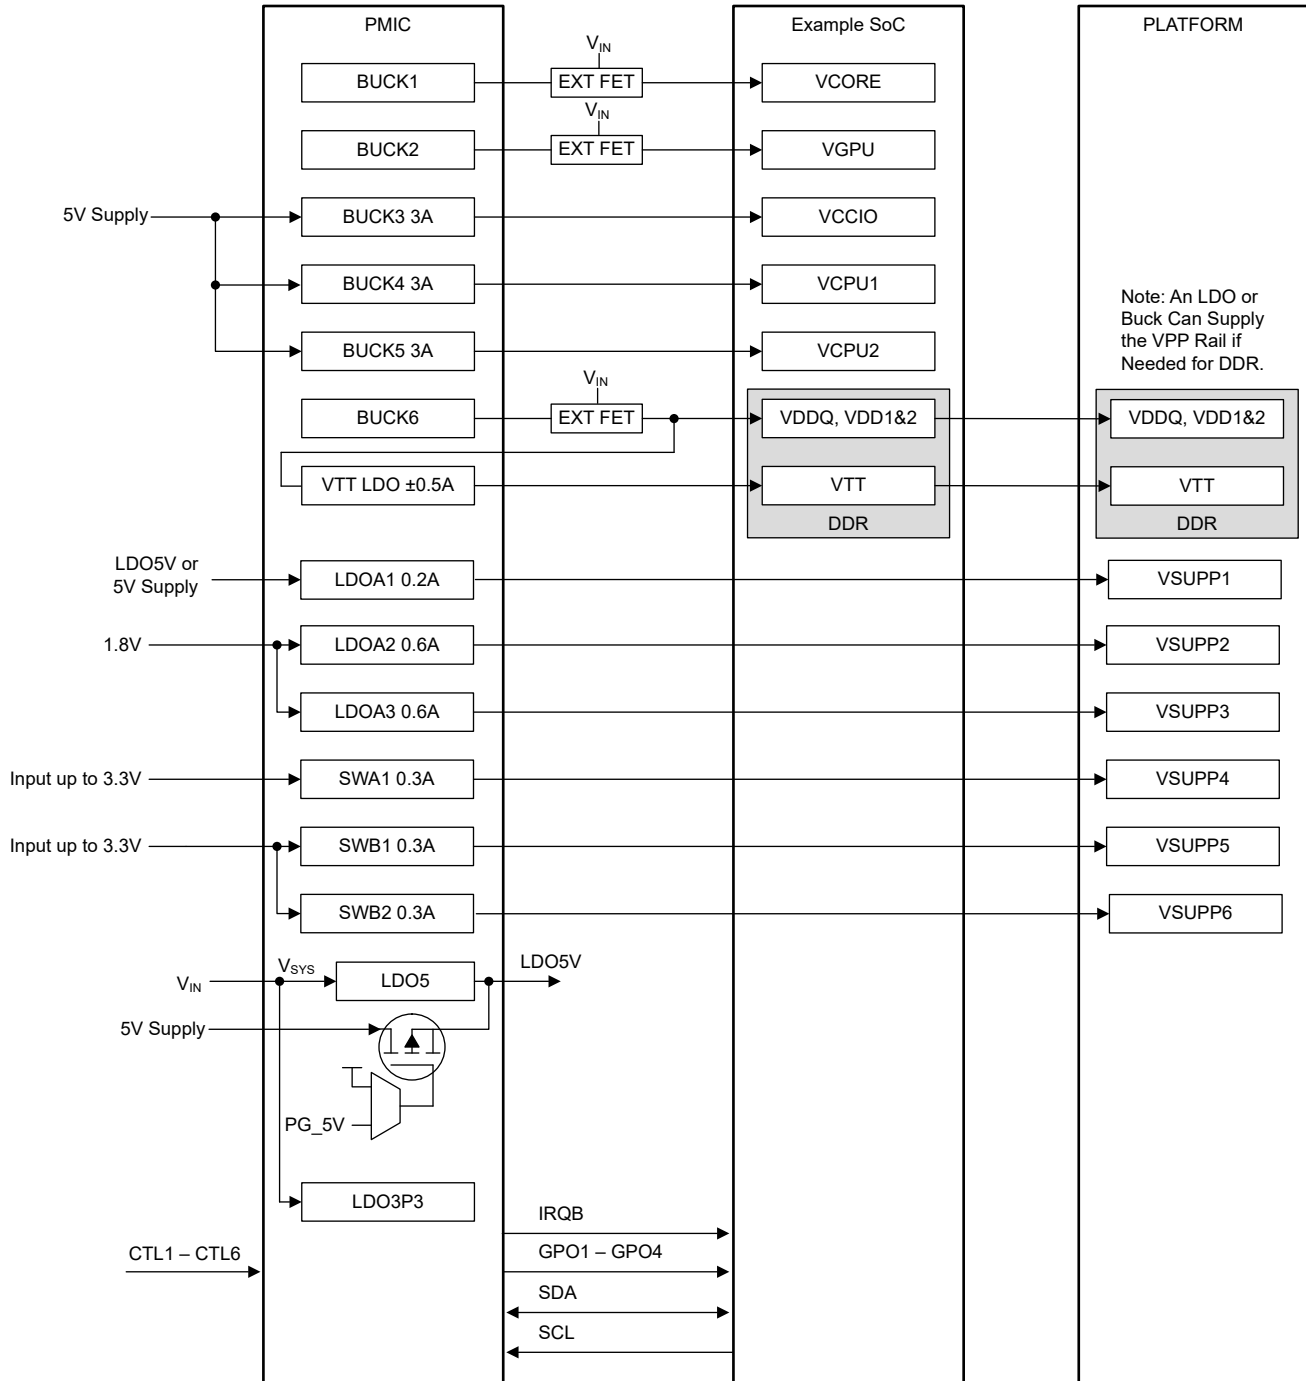 PMIC
Example SoC
PLATFORM
V_IN
BUCK1
EXT FET
VCORE
V_IN
BUCK2
EXT FET
VGPU
5V Supply
BUCK3 3A
VCCIO
BUCK4 3A
VCPU1
Note: An LDO or
Buck Can Supply
the VPP Rail if
Needed for DDR.
BUCK5 3A
VCPU2
V_IN
BUCK6
EXT FET
VDDQ, VDD1&2
VDDQ, VDD1&2
VTT LDO ±0.5A
VTT
VTT
DDR
DDR
LDO5V or
5V Supply
LDOA1 0.2A
VSUPP1
1.8V
LDOA2 0.6A
VSUPP2
LDOA3 0.6A
VSUPP3
Input up to 3.3V
SWA1 0.3A
VSUPP4
Input up to 3.3V
SWB1 0.3A
VSUPP5
SWB2 0.3A
VSUPP6
V_IN
V_SYS
LDO5
LDO5V
5V Supply
PG_5V
LDO3P3
IRQB
CTL1 – CTL6
GPO1 – GPO4
SDA
SCL